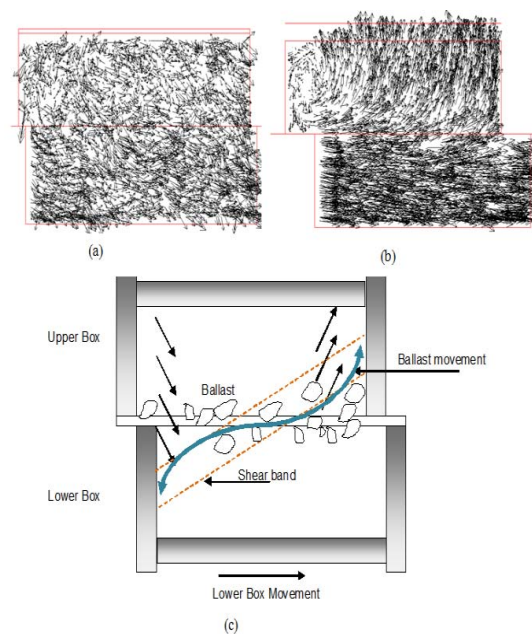 (a)
(b)
Upper Box
Ballast
Ballast movement
Shear band
Lower Box
Lower Box Movement
(c)